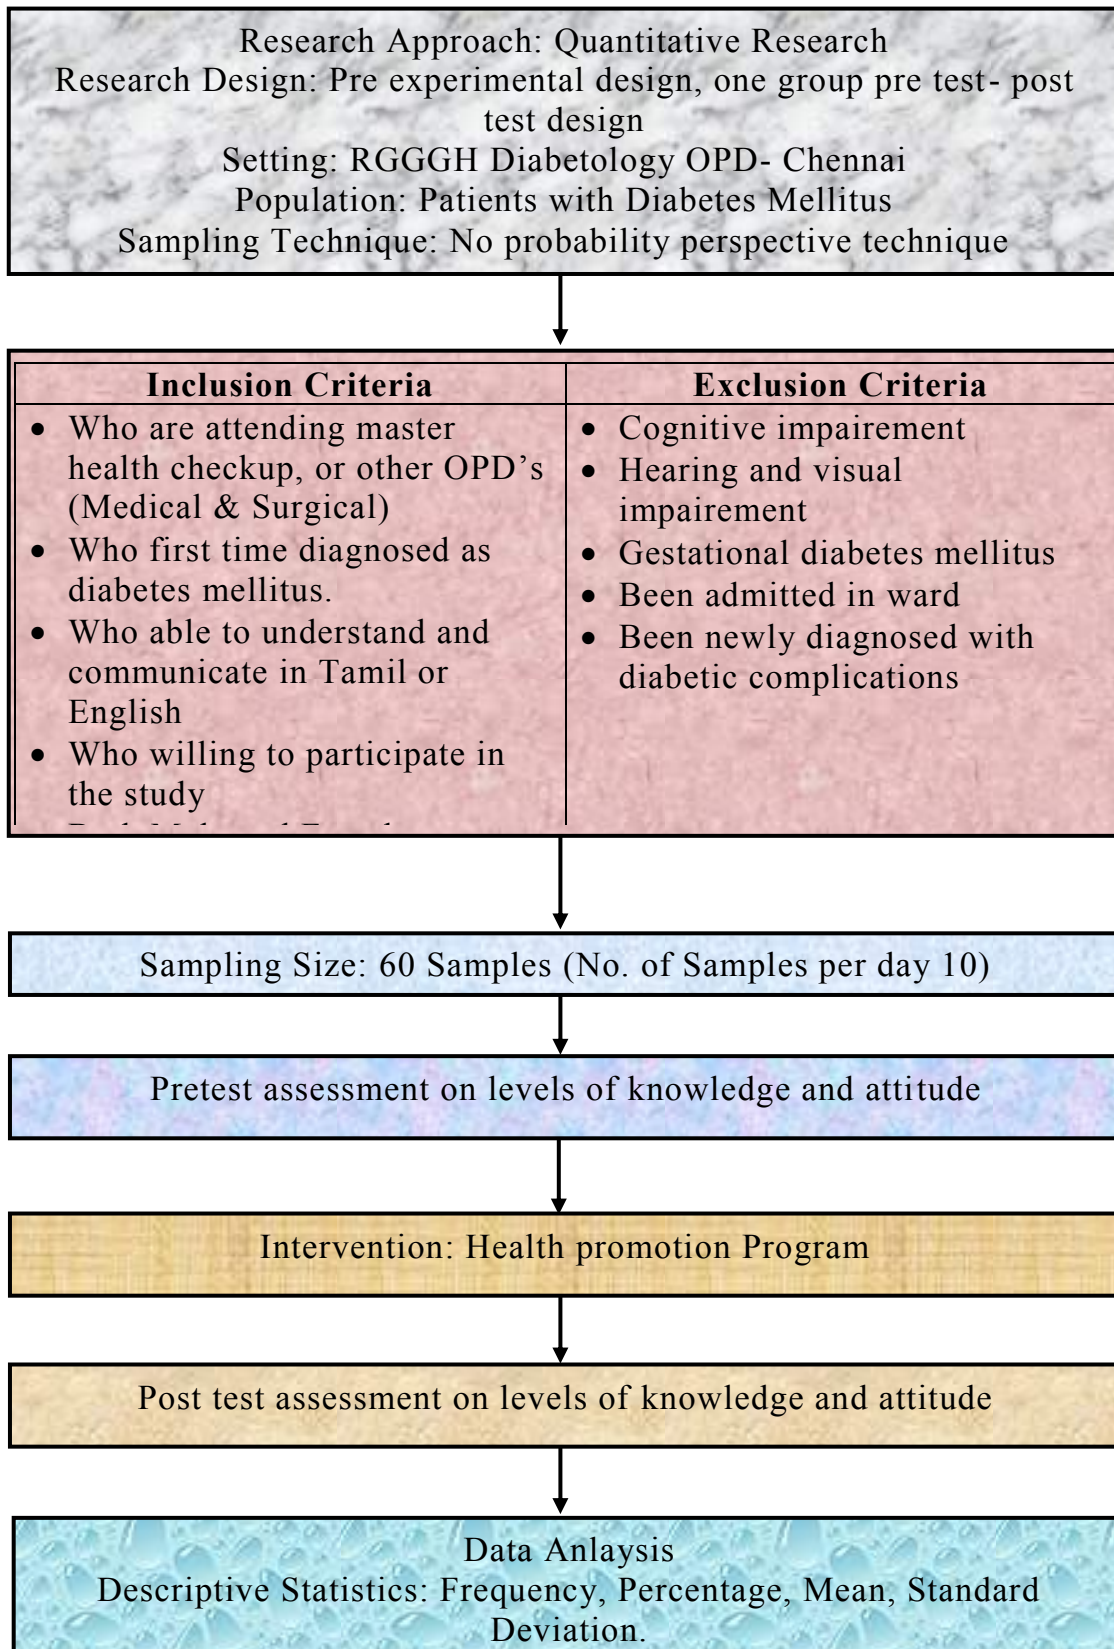 Research Approach: Quantitative Research
Research Design: Pre experimental design, one group pre test- post
test design
Setting: RGGGH Diabetology OPD- Chennai
Population: Patients with Diabetes Mellitus
Sampling Technique: No probability perspective technique
Inclusion Criteria
• Who are attending master
health checkup, or other OPD’s
(Medical & Surgical)
• Who first time diagnosed as
diabetes mellitus.
• Who able to understand and
communicate in Tamil or
English
• Who willing to participate in
the study
Exclusion Criteria
• Cognitive impairement
• Hearing and visual
impairement
• Gestational diabetes mellitus
• Been admitted in ward
• Been newly diagnosed with
diabetic complications
Sampling Size: 60 Samples (No. of Samples per day 10)
Pretest assessment on levels of knowledge and attitude
Intervention: Health promotion Program
Post test assessment on levels of knowledge and attitude
Data Anlaysis
Descriptive Statistics: Frequency, Percentage, Mean, Standard
Deviation.